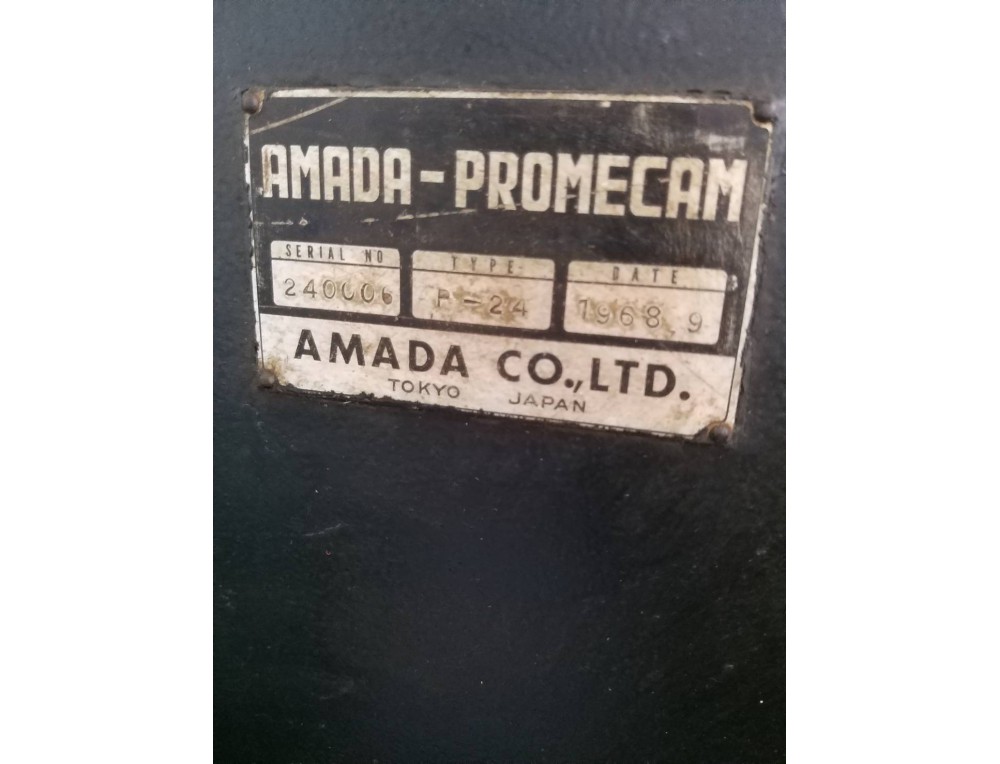 AMADA-PROMECAM
SERIAL NO TYPE DATE
240006 -24 1968.9
AMADA CO.,LTD.
TOKYO JAPAN